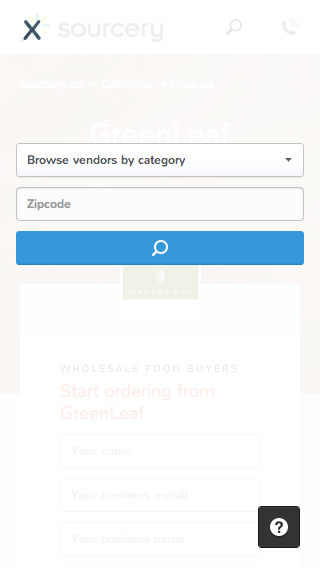 sourcery
sourcery.us → California → Produce
GreenLeaf
Browse vendors by category
Zipcode
GREENLEAF
WHOLESALE FOOD BUYERS
Start ordering from
GreenLeaf
Your name
Your business e-mail
Your business name
?